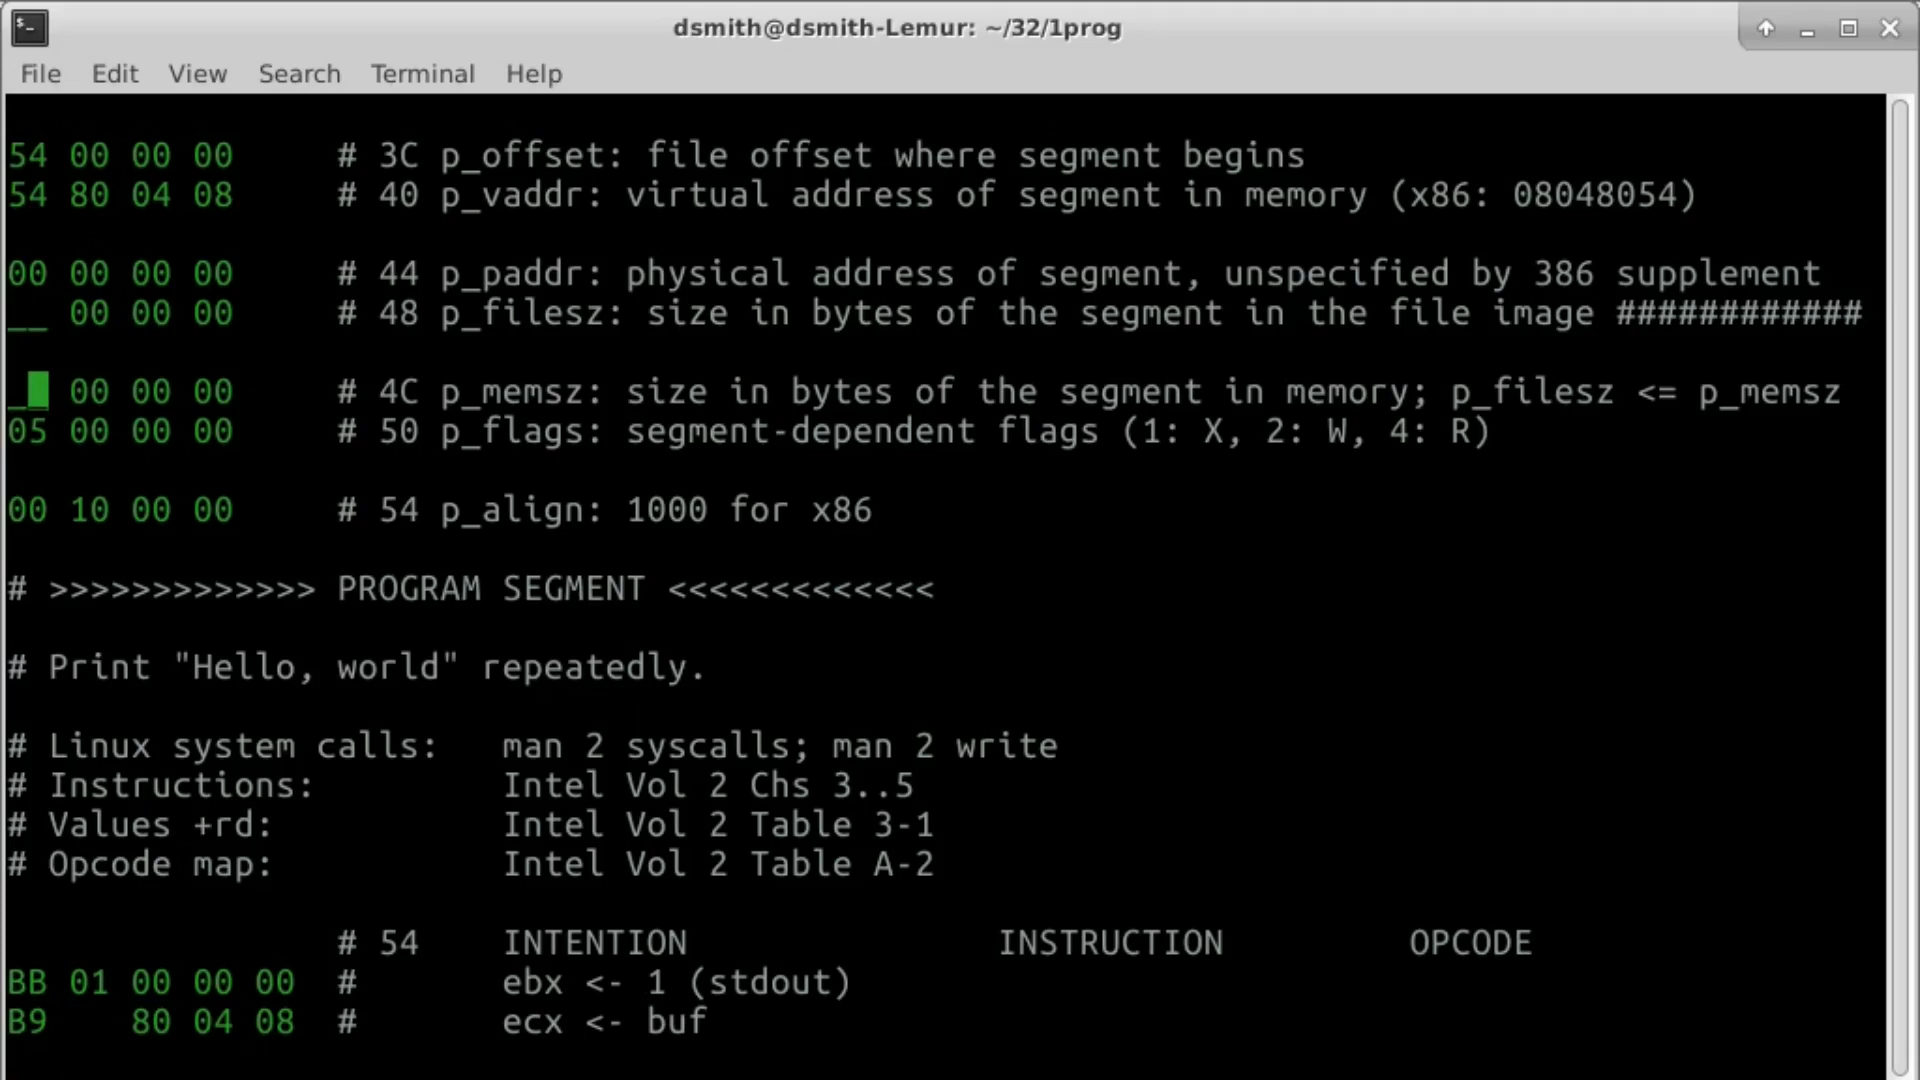 dsmith@dsmith-Lemur: ~/32/1prog
File Edit View Search Terminal Help
54 00 00 00 # 3C p_offset: file offset where segment begins
54 80 04 08 # 40 p_vaddr: virtual address of segment in memory (x86: 08048054)
00 00 00 00 # 44 p_paddr: physical address of segment, unspecified by 386 supplement
__ 00 00 00 # 48 p_filesz: size in bytes of the segment in the file image ############
__ 00 00 00 # 4C p_memsz: size in bytes of the segment in memory; p_filesz <= p_memsz
05 00 00 00 # 50 p_flags: segment-dependent flags (1: X, 2: W, 4: R)
00 10 00 00 # 54 p_align: 1000 for x86
# >>>>>>>>>>>>> PROGRAM SEGMENT <<<<<<<<<<<<<
# Print "Hello, world" repeatedly.
# Linux system calls: man 2 syscalls; man 2 write
# Instructions: Intel Vol 2 Chs 3..5
# Values +rd: Intel Vol 2 Table 3-1
# Opcode map: Intel Vol 2 Table A-2
# 54 INTENTION INSTRUCTION OPCODE
BB 01 00 00 00 # ebx <- 1 (stdout)
B9 80 04 08 # ecx <- buf